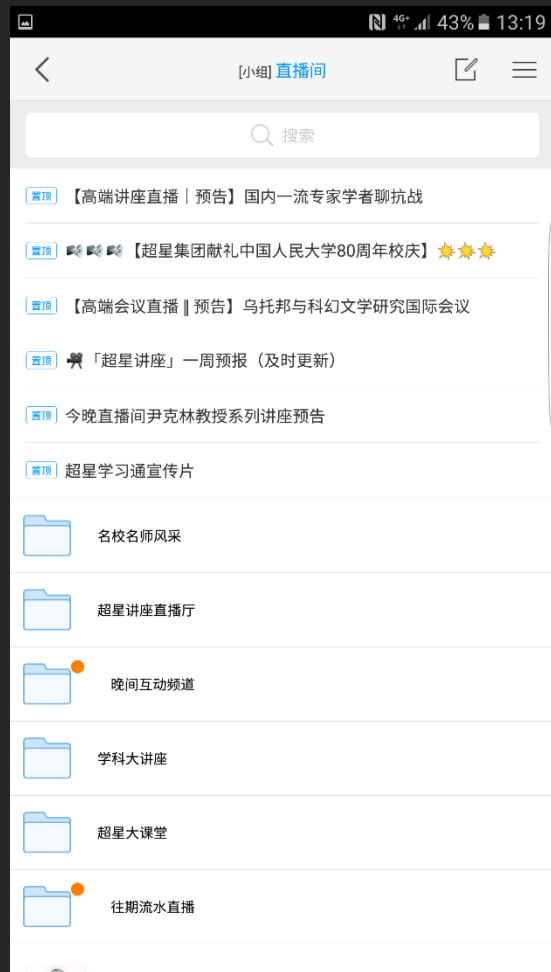 4G+ 43% 13:19
[小组] 直播间
搜索
置顶 【高端讲座直播｜预告】国内一流专家学者聊抗战
置顶 【超星集团献礼中国人民大学80周年校庆】
置顶 【高端会议直播 ‖ 预告】乌托邦与科幻文学研究国际会议
置顶 「超星讲座」一周预报（及时更新）
置顶 今晚直播间尹克林教授系列讲座预告
置顶 超星学习通宣传片
名校名师风采
超星讲座直播厅
晚间互动频道
学科大讲座
超星大课堂
往期流水直播